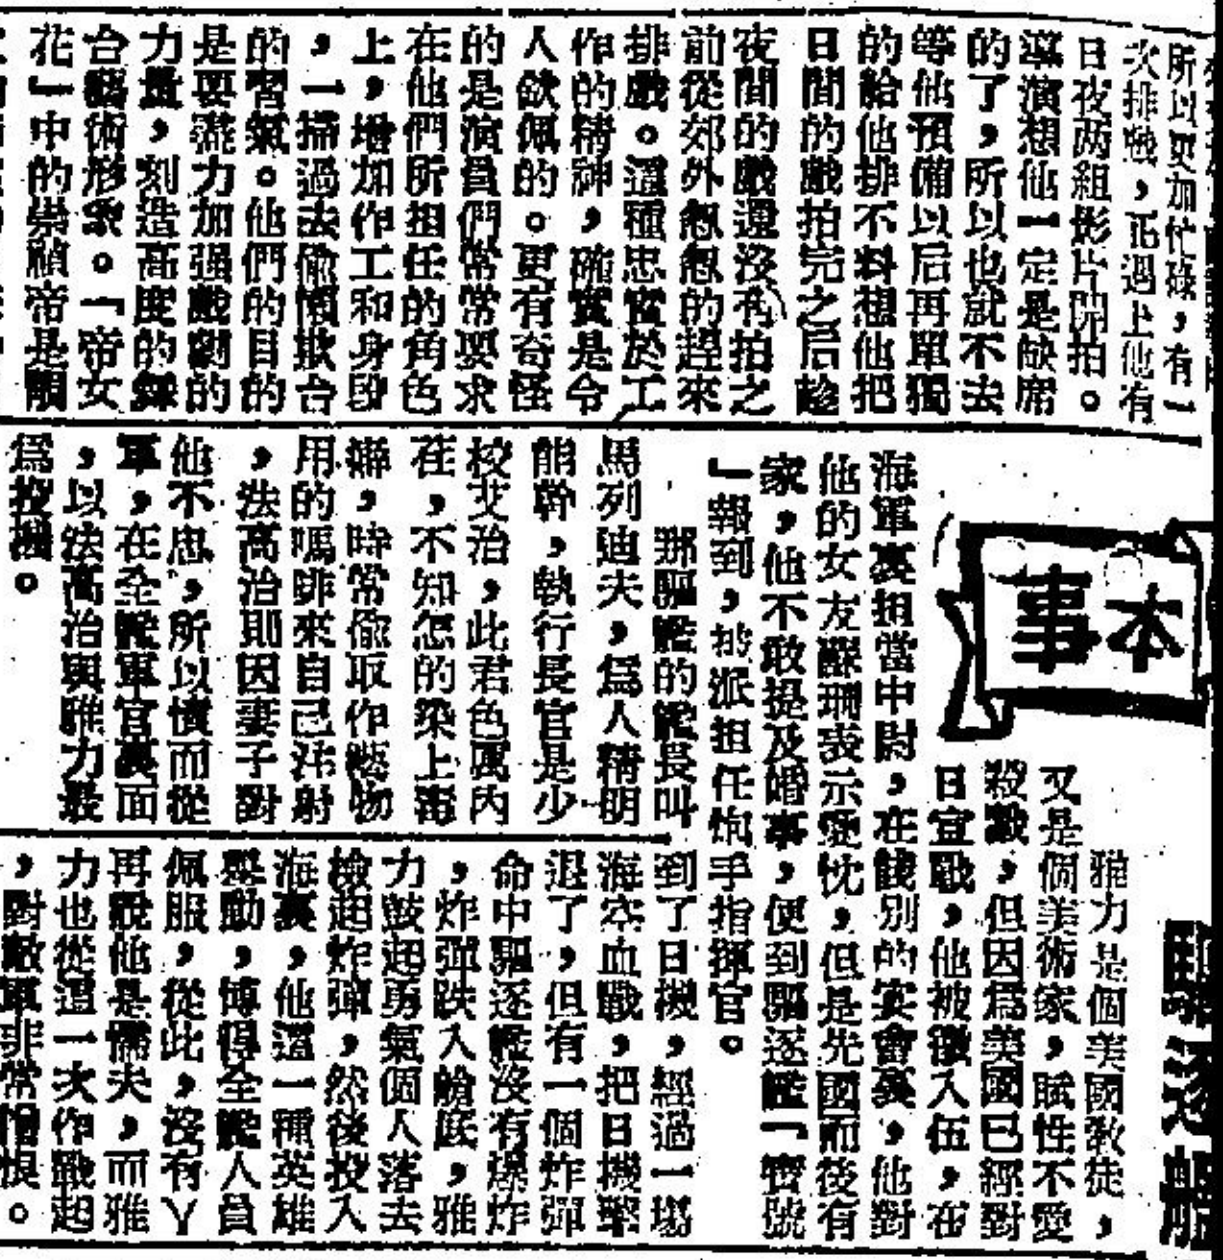 所以更加忙碌，有一
次排戲，正遇上他有
日夜两組影片開拍。
導演想他一定是缺席
的了，所以也就不去
等他預備以后再單獨
的給他排不料想他把
日間的戲拍完之后趁
夜間的戲還沒有拍之
前從郊外怱怱的趕來
排戲。這種忠實於工
作的精神，確實是令
人欽佩的。更有奇怪
的是演員們常常要求
在他們所担任的角色
上，增加作工和身段
，一掃過去偷懶欺台
的習氣。他們的目的
是要盡力加强戲劇的
力量，刻造高度的綜
合藝術形象。「帝女
花」中的崇禎帝是關
本事
驅逐艦
雅力是個美國教徒，
又是個美術家，賦性不愛
殺戮，但因爲美國已經對
日宣戰，他被徵入伍，在
海軍裏担當中尉，在餞別的宴會裏，他對
他的女友蘇珊表示愛忱，但是先國而後有
家，他不敢提及婚事，便到驅逐艦「寶號
」報到，被派担任炮手指揮官。
那驅艦的艦長叫
馬列迪夫，爲人精明
能幹，執行長官是少
校艾治，此君色厲內
荏，不知怎的染上毒
癖，時常偷取作藥物
用的嗎啡來自己注射
，法高治則因妻子對
他不忠，所以憤而從
軍，在全艦軍官裏面
，以法高治與雅力最
爲投機。
到了日機，經過一場
海空血戰，把日機擊
退了，但有一個炸彈
命中驅逐艦沒有爆炸
，炸彈跌入艙底，雅
力鼓起勇氣個人落去
檢起炸彈，然後投入
海裏，他這一種英雄
舉動，博得全艦人員
佩服，從此，沒有人
再說他是懦夫，而雅
力也從這一次作戰起
，對敵軍非常憎恨。